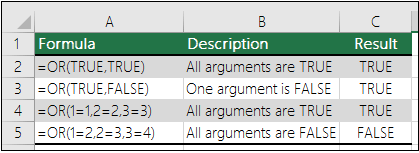 A B C
1 Formula Description Result
2 =OR(TRUE,TRUE) All arguments are TRUE TRUE
3 =OR(TRUE,FALSE) One argument is FALSE TRUE
4 =OR(1=1,2=2,3=3) All arguments are TRUE TRUE
5 =OR(1=2,2=3,3=4) All arguments are FALSE FALSE